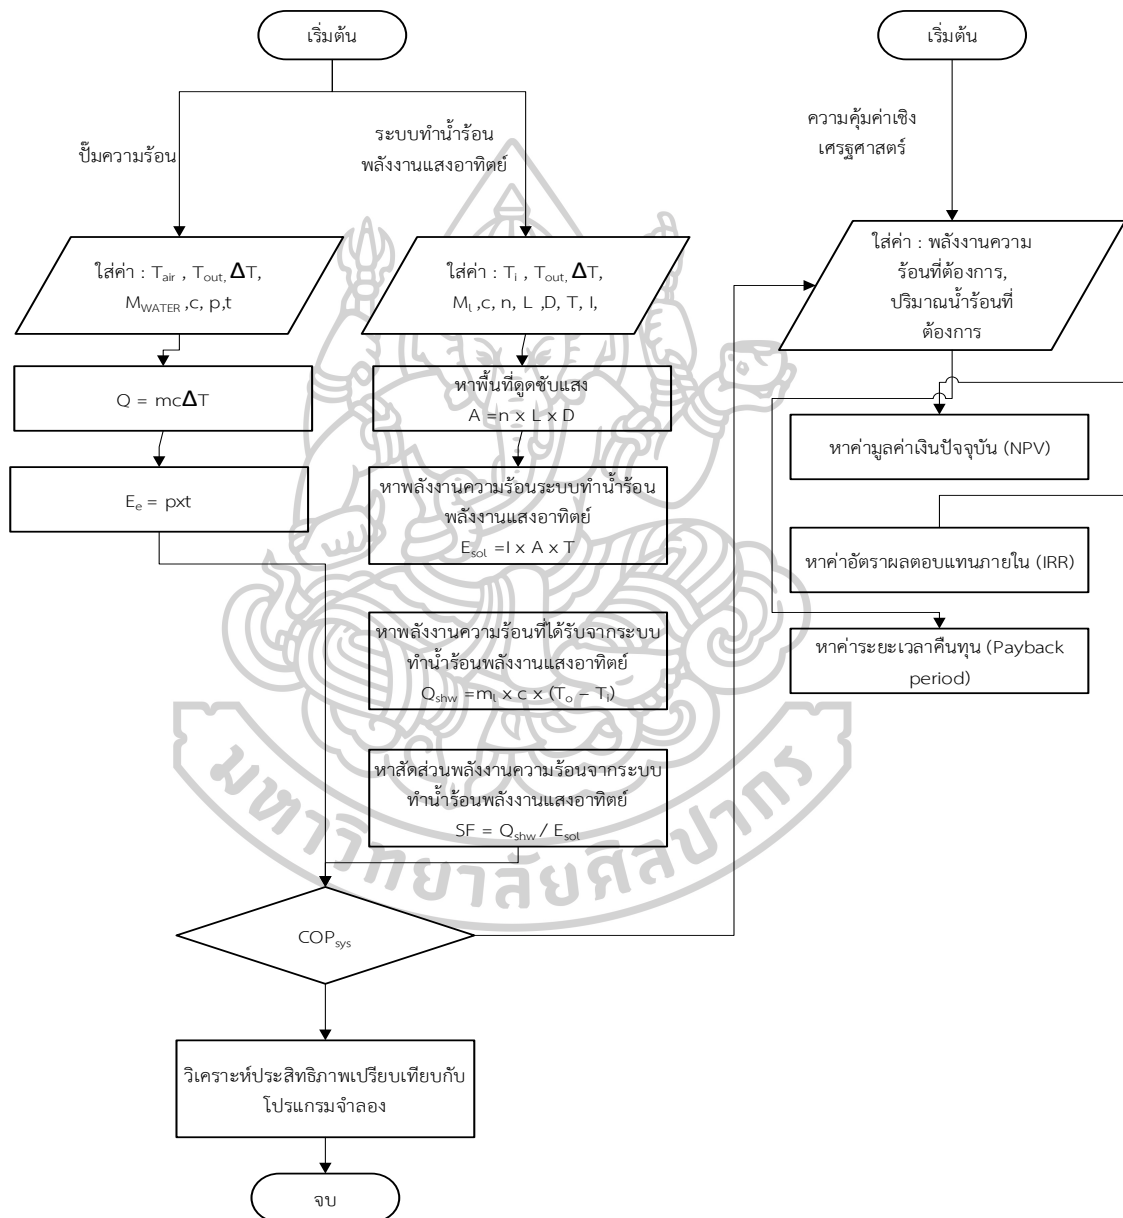 เริ่มต้น
ปั๊มความร้อน
ระบบทำน้ำร้อน
พลังงานแสงอาทิตย์
ใส่ค่า : Tair , Tout, ΔT,
MWATER ,c, p,t
ใส่ค่า : Ti , Tout, ΔT,
Ml ,c, n, L ,D, T, I,
Q = mcΔT
หาพื้นที่ดูดซับแสง
A =n x L x D
Ee = pxt
หาพลังงานความร้อนระบบทำน้ำร้อน
พลังงานแสงอาทิตย์
Esol =I x A x T
หาพลังงานความร้อนที่ได้รับจากระบบ
ทำน้ำร้อนพลังงานแสงอาทิตย์
Qshw =ml x c x (To – Ti)
หาสัดส่วนพลังงานความร้อนจากระบบ
ทำน้ำร้อนพลังงานแสงอาทิตย์
SF = Qshw / Esol
COPsys
วิเคราะห์ประสิทธิภาพเปรียบเทียบกับ
โปรแกรมจำลอง
จบ
เริ่มต้น
ความคุ้มค่าเชิง
เศรฐศาสตร์
ใส่ค่า : พลังงานความ
ร้อนที่ต้องการ,
ปริมาณน้ำร้อนที่
ต้องการ
หาค่ามูลค่าเงินปัจจุบัน (NPV)
หาค่าอัตราผลตอบแทนภายใน (IRR)
หาค่าระยะเวลาคืนทุน (Payback
period)
มหาวิทยาลัยศิลปากร